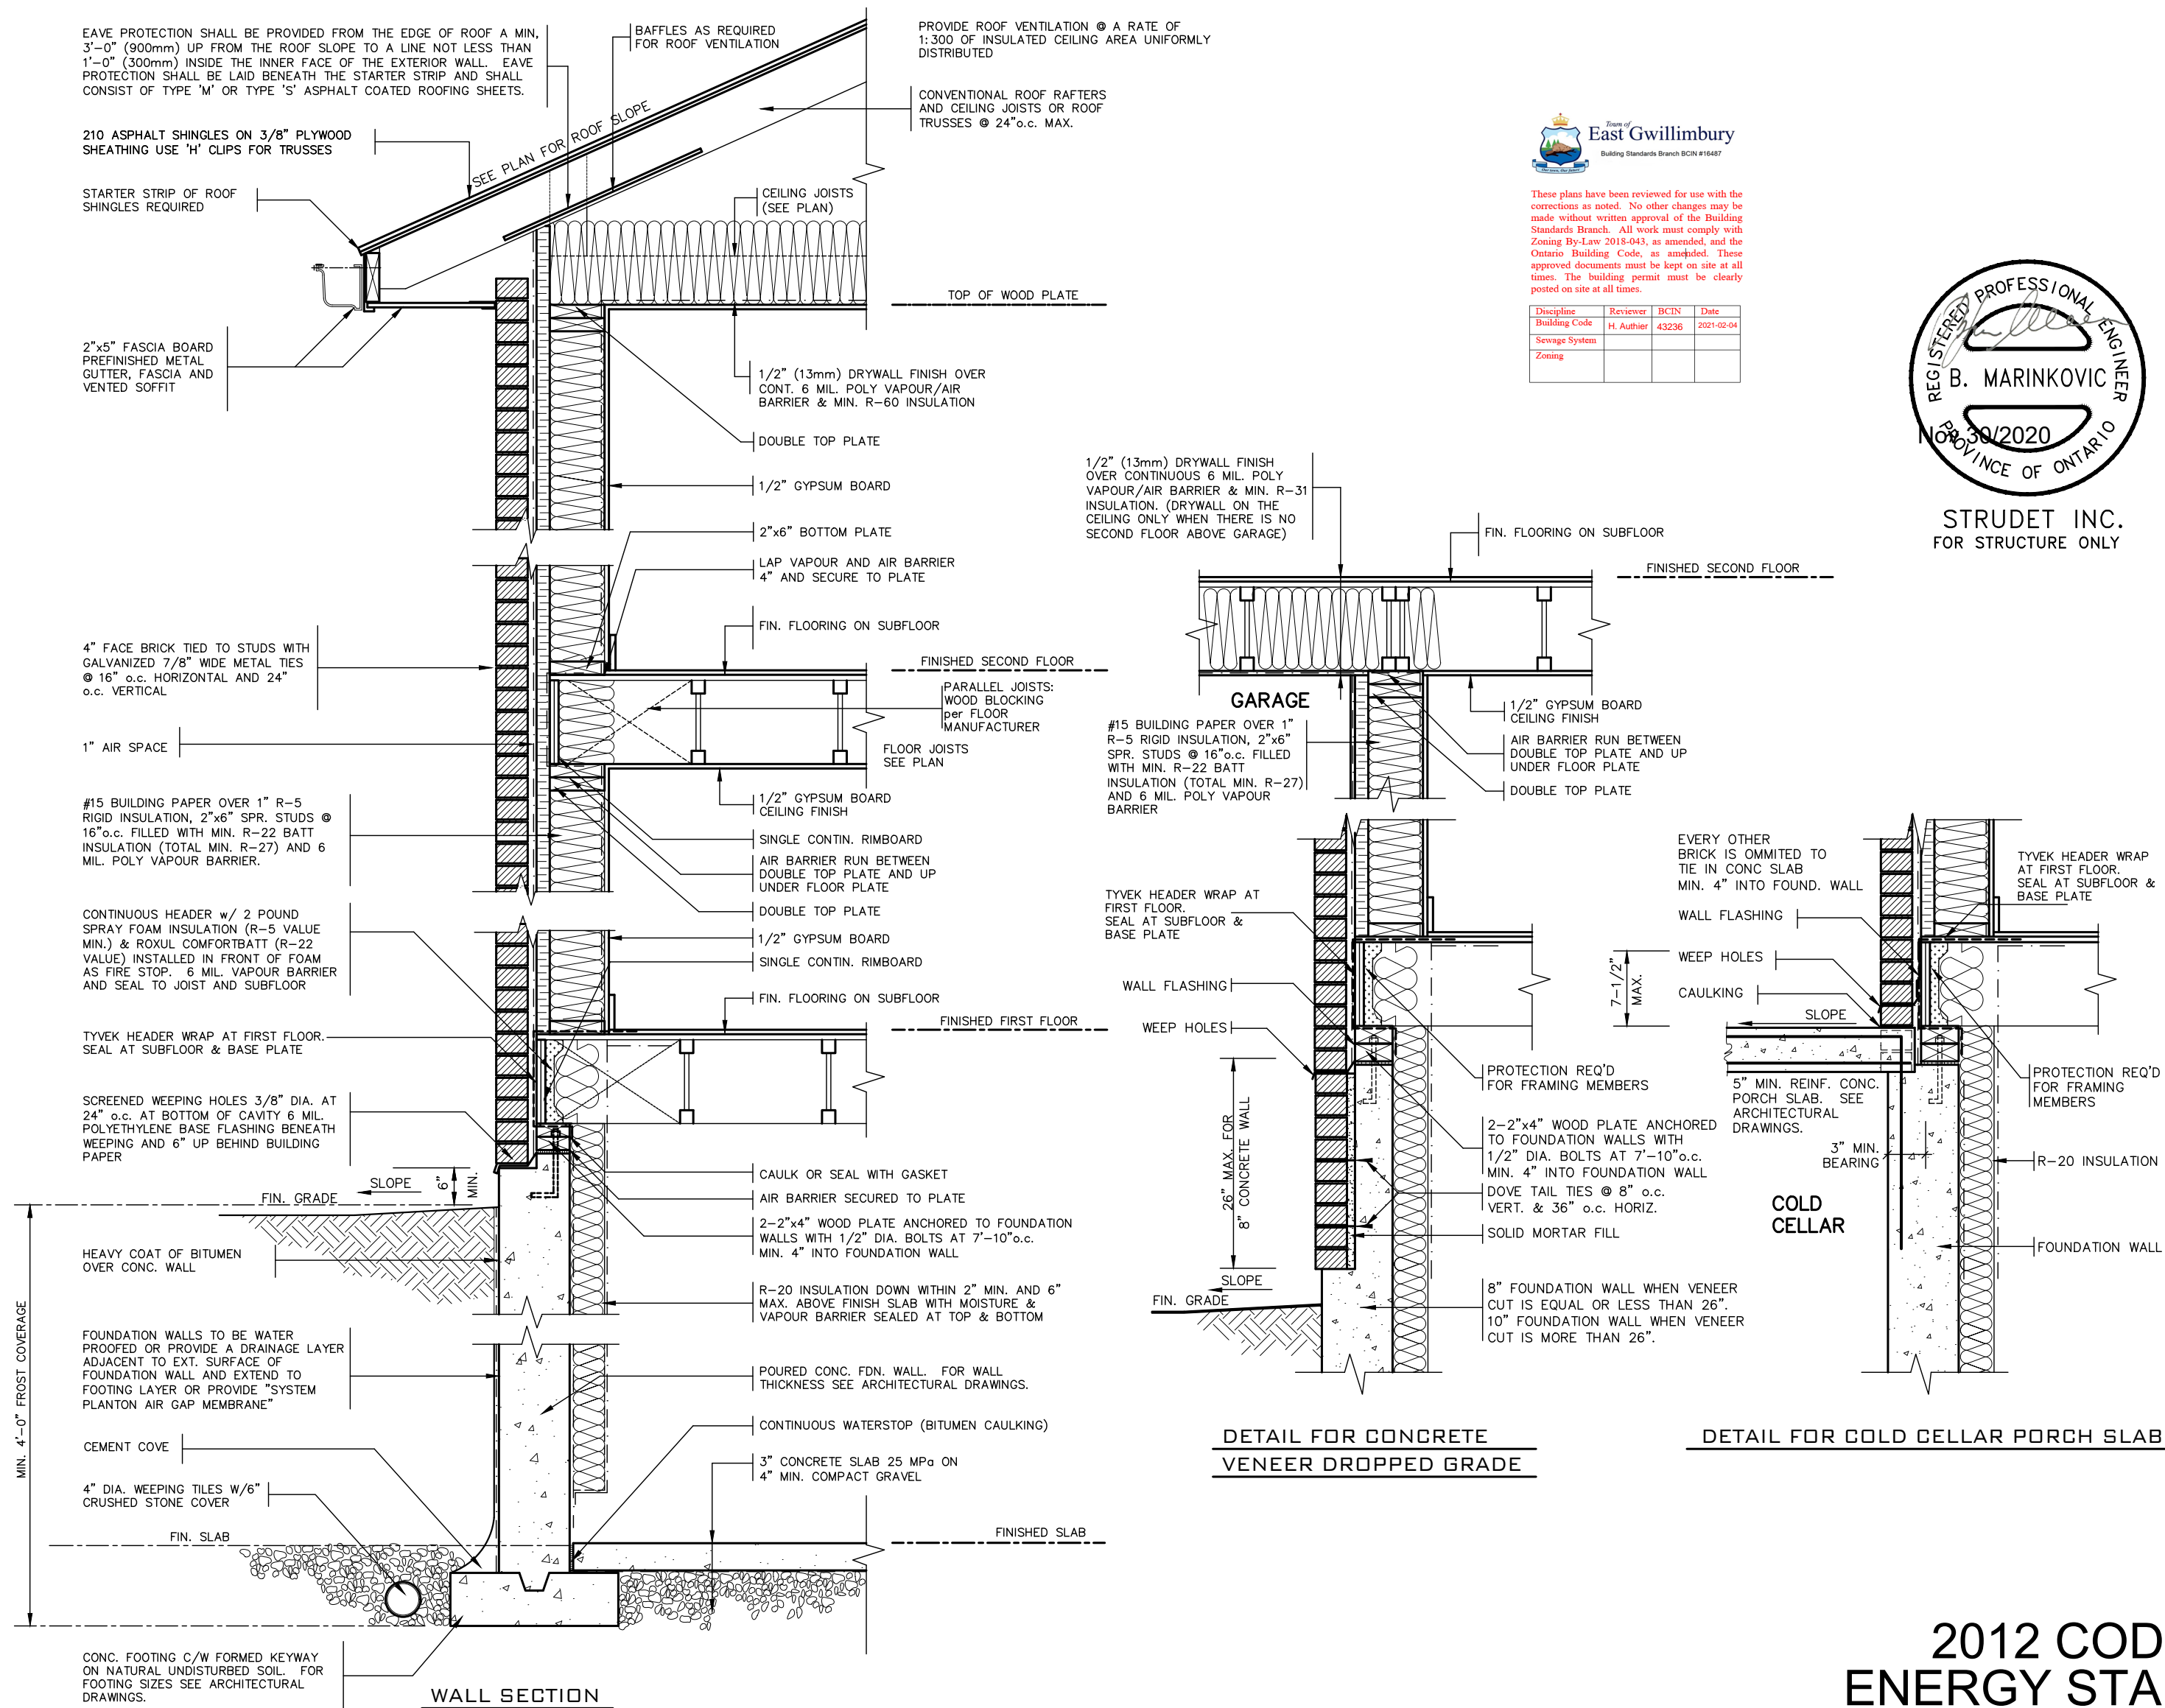 EAVE PROTECTION SHALL BE PROVIDED FROM THE EDGE OF ROOF A MIN,
3'-0" (900mm) UP FROM THE ROOF SLOPE TO A LINE NOT LESS THAN
1'-0" (300mm) INSIDE THE INNER FACE OF THE EXTERIOR WALL. EAVE
PROTECTION SHALL BE LAID BENEATH THE STARTER STRIP AND SHALL
CONSIST OF TYPE 'M' OR TYPE 'S' ASPHALT COATED ROOFING SHEETS.
210 ASPHALT SHINGLES ON 3/8" PLYWOOD
SHEATHING USE 'H' CLIPS FOR TRUSSES
STARTER STRIP OF ROOF
SHINGLES REQUIRED
2"x5" FASCIA BOARD
PREFINISHED METAL
GUTTER, FASCIA AND
VENTED SOFFIT
4" FACE BRICK TIED TO STUDS WITH
GALVANIZED 7/8" WIDE METAL TIES
@ 16" o.c. HORIZONTAL AND 24"
o.c. VERTICAL
1" AIR SPACE
#15 BUILDING PAPER OVER 1" R-5
RIGID INSULATION, 2"x6" SPR. STUDS @
16"o.c. FILLED WITH MIN. R-22 BATT
INSULATION (TOTAL MIN. R-27) AND 6
MIL. POLY VAPOUR BARRIER.
CONTINUOUS HEADER w/ 2 POUND
SPRAY FOAM INSULATION (R-5 VALUE
MIN.) & ROXUL COMFORTBATT (R-22
VALUE) INSTALLED IN FRONT OF FOAM
AS FIRE STOP. 6 MIL. VAPOUR BARRIER
AND SEAL TO JOIST AND SUBFLOOR
TYVEK HEADER WRAP AT FIRST FLOOR.
SEAL AT SUBFLOOR & BASE PLATE
SCREENED WEEPING HOLES 3/8" DIA. AT
24" o.c. AT BOTTOM OF CAVITY 6 MIL.
POLYETHYLENE BASE FLASHING BENEATH
WEEPING AND 6" UP BEHIND BUILDING
PAPER
SLOPE
6"
MIN.
FIN. GRADE
HEAVY COAT OF BITUMEN
OVER CONC. WALL
MIN. 4'-0" FROST COVERAGE
FOUNDATION WALLS TO BE WATER
PROOFED OR PROVIDE A DRAINAGE LAYER
ADJACENT TO EXT. SURFACE OF
FOUNDATION WALL AND EXTEND TO
FOOTING LAYER OR PROVIDE "SYSTEM
PLANTON AIR GAP MEMBRANE"
CEMENT COVE
4" DIA. WEEPING TILES W/6"
CRUSHED STONE COVER
FIN. SLAB
CONC. FOOTING C/W FORMED KEYWAY
ON NATURAL UNDISTURBED SOIL. FOR
FOOTING SIZES SEE ARCHITECTURAL
DRAWINGS.
WALL SECTION
SEE PLAN FOR ROOF SLOPE
BAFFLES AS REQUIRED
FOR ROOF VENTILATION
PROVIDE ROOF VENTILATION @ A RATE OF
1:300 OF INSULATED CEILING AREA UNIFORMLY
DISTRIBUTED
CONVENTIONAL ROOF RAFTERS
AND CEILING JOISTS OR ROOF
TRUSSES @ 24"o.c. MAX.
CEILING JOISTS
(SEE PLAN)
TOP OF WOOD PLATE
1/2" (13mm) DRYWALL FINISH OVER
CONT. 6 MIL. POLY VAPOUR/AIR
BARRIER & MIN. R-60 INSULATION
DOUBLE TOP PLATE
1/2" GYPSUM BOARD
2"x6" BOTTOM PLATE
LAP VAPOUR AND AIR BARRIER
4" AND SECURE TO PLATE
FIN. FLOORING ON SUBFLOOR
FINISHED SECOND FLOOR
PARALLEL JOISTS:
WOOD BLOCKING
per FLOOR
MANUFACTURER
FLOOR JOISTS
SEE PLAN
1/2" GYPSUM BOARD
CEILING FINISH
SINGLE CONTIN. RIMBOARD
AIR BARRIER RUN BETWEEN
DOUBLE TOP PLATE AND UP
UNDER FLOOR PLATE
DOUBLE TOP PLATE
1/2" GYPSUM BOARD
SINGLE CONTIN. RIMBOARD
FIN. FLOORING ON SUBFLOOR
FINISHED FIRST FLOOR
CAULK OR SEAL WITH GASKET
AIR BARRIER SECURED TO PLATE
2-2"x4" WOOD PLATE ANCHORED TO FOUNDATION
WALLS WITH 1/2" DIA. BOLTS AT 7'-10"o.c.
MIN. 4" INTO FOUNDATION WALL
R-20 INSULATION DOWN WITHIN 2" MIN. AND 6"
MAX. ABOVE FINISH SLAB WITH MOISTURE &
VAPOUR BARRIER SEALED AT TOP & BOTTOM
POURED CONC. FDN. WALL. FOR WALL
THICKNESS SEE ARCHITECTURAL DRAWINGS.
CONTINUOUS WATERSTOP (BITUMEN CAULKING)
3" CONCRETE SLAB 25 MPa ON
4" MIN. COMPACT GRAVEL
FINISHED SLAB
1/2" (13mm) DRYWALL FINISH
OVER CONTINUOUS 6 MIL. POLY
VAPOUR/AIR BARRIER & MIN. R-31
INSULATION. (DRYWALL ON THE
CEILING ONLY WHEN THERE IS NO
SECOND FLOOR ABOVE GARAGE)
FIN. FLOORING ON SUBFLOOR
FINISHED SECOND FLOOR
GARAGE
#15 BUILDING PAPER OVER 1"
R-5 RIGID INSULATION, 2"x6"
SPR. STUDS @ 16"o.c. FILLED
WITH MIN. R-22 BATT
INSULATION (TOTAL MIN. R-27)
AND 6 MIL. POLY VAPOUR
BARRIER
1/2" GYPSUM BOARD
CEILING FINISH
AIR BARRIER RUN BETWEEN
DOUBLE TOP PLATE AND UP
UNDER FLOOR PLATE
DOUBLE TOP PLATE
TYVEK HEADER WRAP AT
FIRST FLOOR.
SEAL AT SUBFLOOR &
BASE PLATE
WALL FLASHING
WEEP HOLES
26" MAX. FOR
8" CONCRETE WALL
SLOPE
FIN. GRADE
PROTECTION REQ'D
FOR FRAMING MEMBERS
2-2"x4" WOOD PLATE ANCHORED
TO FOUNDATION WALLS WITH
1/2" DIA. BOLTS AT 7'-10"o.c.
MIN. 4" INTO FOUNDATION WALL
DOVE TAIL TIES @ 8" o.c.
VERT. & 36" o.c. HORIZ.
SOLID MORTAR FILL
8" FOUNDATION WALL WHEN VENEER
CUT IS EQUAL OR LESS THAN 26".
10" FOUNDATION WALL WHEN VENEER
CUT IS MORE THAN 26".
DETAIL FOR CONCRETE
VENEER DROPPED GRADE
EVERY OTHER
BRICK IS OMMITED TO
TIE IN CONC SLAB
MIN. 4" INTO FOUND. WALL
WALL FLASHING
WEEP HOLES
CAULKING
7-1/2"
MAX.
SLOPE
TYVEK HEADER WRAP
AT FIRST FLOOR.
SEAL AT SUBFLOOR &
BASE PLATE
5" MIN. REINF. CONC.
PORCH SLAB. SEE
ARCHITECTURAL
DRAWINGS.
3" MIN.
BEARING
COLD
CELLAR
PROTECTION REQ'D
FOR FRAMING
MEMBERS
R-20 INSULATION
FOUNDATION WALL
DETAIL FOR COLD CELLAR PORCH SLAB
Town of
East Gwillimbury
Building Standards Branch BCIN #16487
Our town, Our future
These plans have been reviewed for use with the
corrections as noted. No other changes may be
made without written approval of the Building
Standards Branch. All work must comply with
Zoning By-Law 2018-043, as amended, and the
Ontario Building Code, as amended. These
approved documents must be kept on site at all
times. The building permit must be clearly
posted on site at all times.
Discipline Reviewer BCIN Date
Building Code H. Authier 43236 2021-02-04
Sewage System
Zoning
REGISTERED PROFESSIONAL ENGINEER
B. MARINKOVIC
Nov 30/2020
PROVINCE OF ONTARIO
STRUDET INC.
FOR STRUCTURE ONLY
2012 COD
ENERGY STA